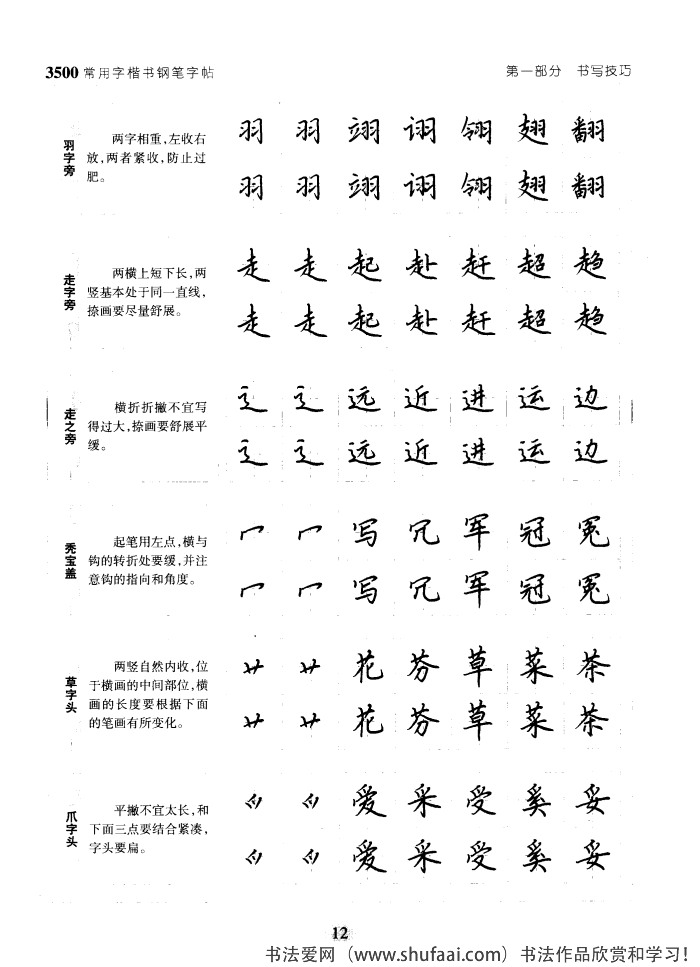 3500 常用字楷书钢笔字帖
第一部分 书写技巧
羽字旁
两字相重,左收右
放,两者紧收,防止过
肥。
羽 羽 翊 诩 翎 翅 翻
羽 羽 翊 诩 翎 翅 翻
走字旁
两横上短下长,两
竖基本处于同一直线,
捺画要尽量舒展。
走 走 起 赴 赶 超 趋
走 走 起 赴 赶 超 趋
走之旁
横折折撇不宜写
得过大,捺画要舒展平
缓。
辶 辶 远 近 进 运 边
辶 辶 远 近 进 运 边
秃宝盖
起笔用左点,横与
钩的转折处要缓,并注
意钩的指向和角度。
冖 冖 写 冗 军 冠 冤
冖 冖 写 冗 军 冠 冤
草字头
两竖自然内收,位
于横画的中间部位,横
画的长度要根据下面
的笔画有所变化。
艹 艹 花 芬 草 菜 茶
艹 艹 花 芬 草 菜 茶
爪字头
平撇不宜太长,和
下面三点要结合紧凑,
字头要扁。
爫 爫 爱 采 受 奚 妥
爫 爫 爱 采 受 奚 妥
12
书法爱网（www.shufaai.com）书法作品欣赏和学习！